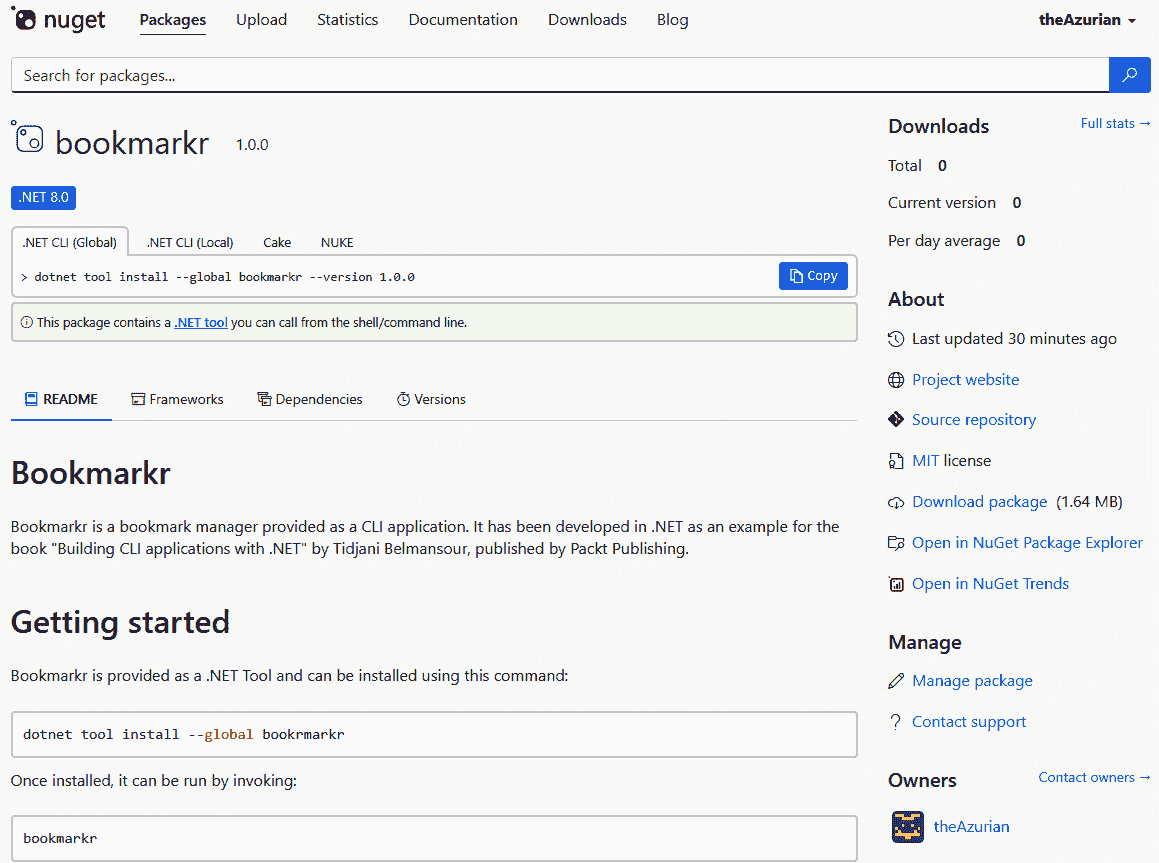 nuget Packages Upload Statistics Documentation Downloads Blog theAzurian
Search for packages...
bookmarkr 1.0.0
.NET 8.0
.NET CLI (Global) .NET CLI (Local) Cake NUKE
> dotnet tool install --global bookmarkr --version 1.0.0 Copy
This package contains a .NET tool you can call from the shell/command line.
README Frameworks Dependencies Versions
Bookmarkr
Bookmarkr is a bookmark manager provided as a CLI application. It has been developed in .NET as an example for the
book "Building CLI applications with .NET" by Tidjani Belmansour, published by Packt Publishing.
Getting started
Bookmarkr is provided as a .NET Tool and can be installed using this command:
dotnet tool install --global bookrmarkr
Once installed, it can be run by invoking:
bookmarkr
Downloads Full stats →
Total 0
Current version 0
Per day average 0
About
Last updated 30 minutes ago
Project website
Source repository
MIT license
Download package (1.64 MB)
Open in NuGet Package Explorer
Open in NuGet Trends
Manage
Manage package
? Contact support
Owners Contact owners →
theAzurian